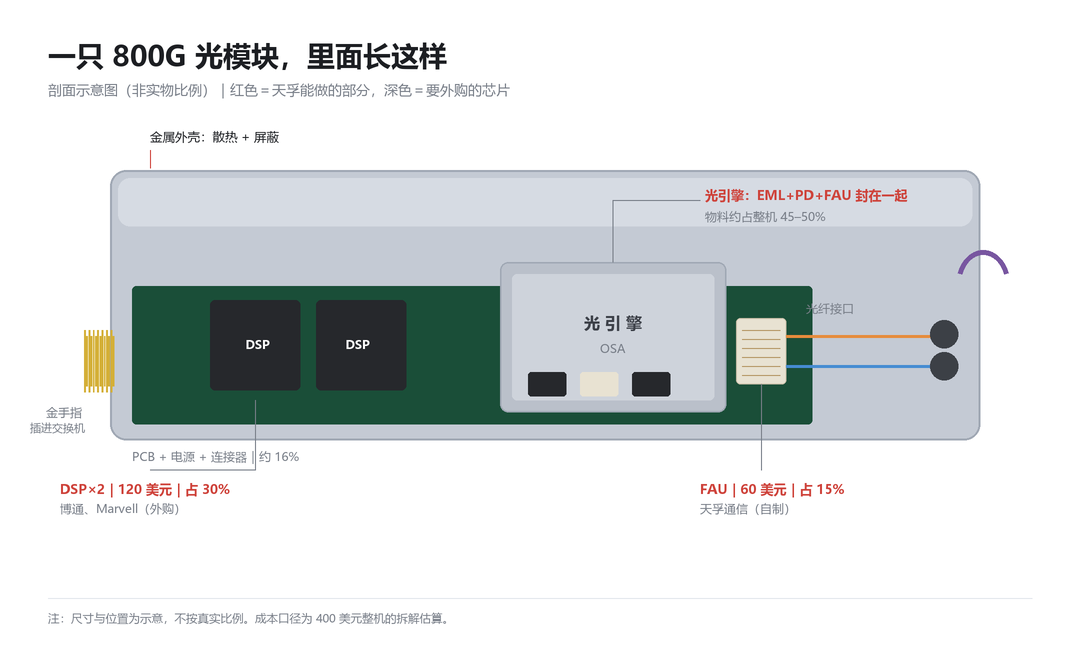 一只 800G 光模块，里面长这样
剖面示意图（非实物比例）｜红色＝天孚能做的部分，深色＝要外购的芯片
金属外壳：散热 + 屏蔽
光引擎：EML+PD+FAU 封在一起
物料约占整机 45–50%
光纤接口
DSP
DSP
光 引 擎
OSA
金手指
插进交换机
PCB + 电源 + 连接器｜约 16%
DSP×2｜120 美元｜占 30%
博通、Marvell（外购）
FAU｜60 美元｜占 15%
天孚通信（自制）
注：尺寸与位置为示意，不按真实比例。成本口径为 400 美元整机的拆解估算。